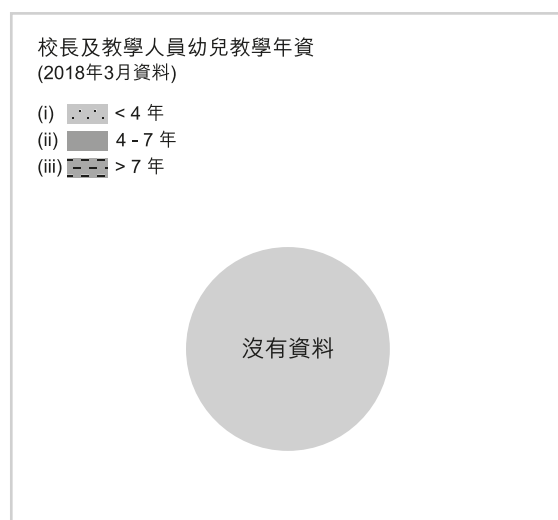 校長及教學人員幼兒教學年資
(2018年3月資料)
(i) < 4 年
(ii) 4 - 7 年
(iii) > 7 年
沒有資料